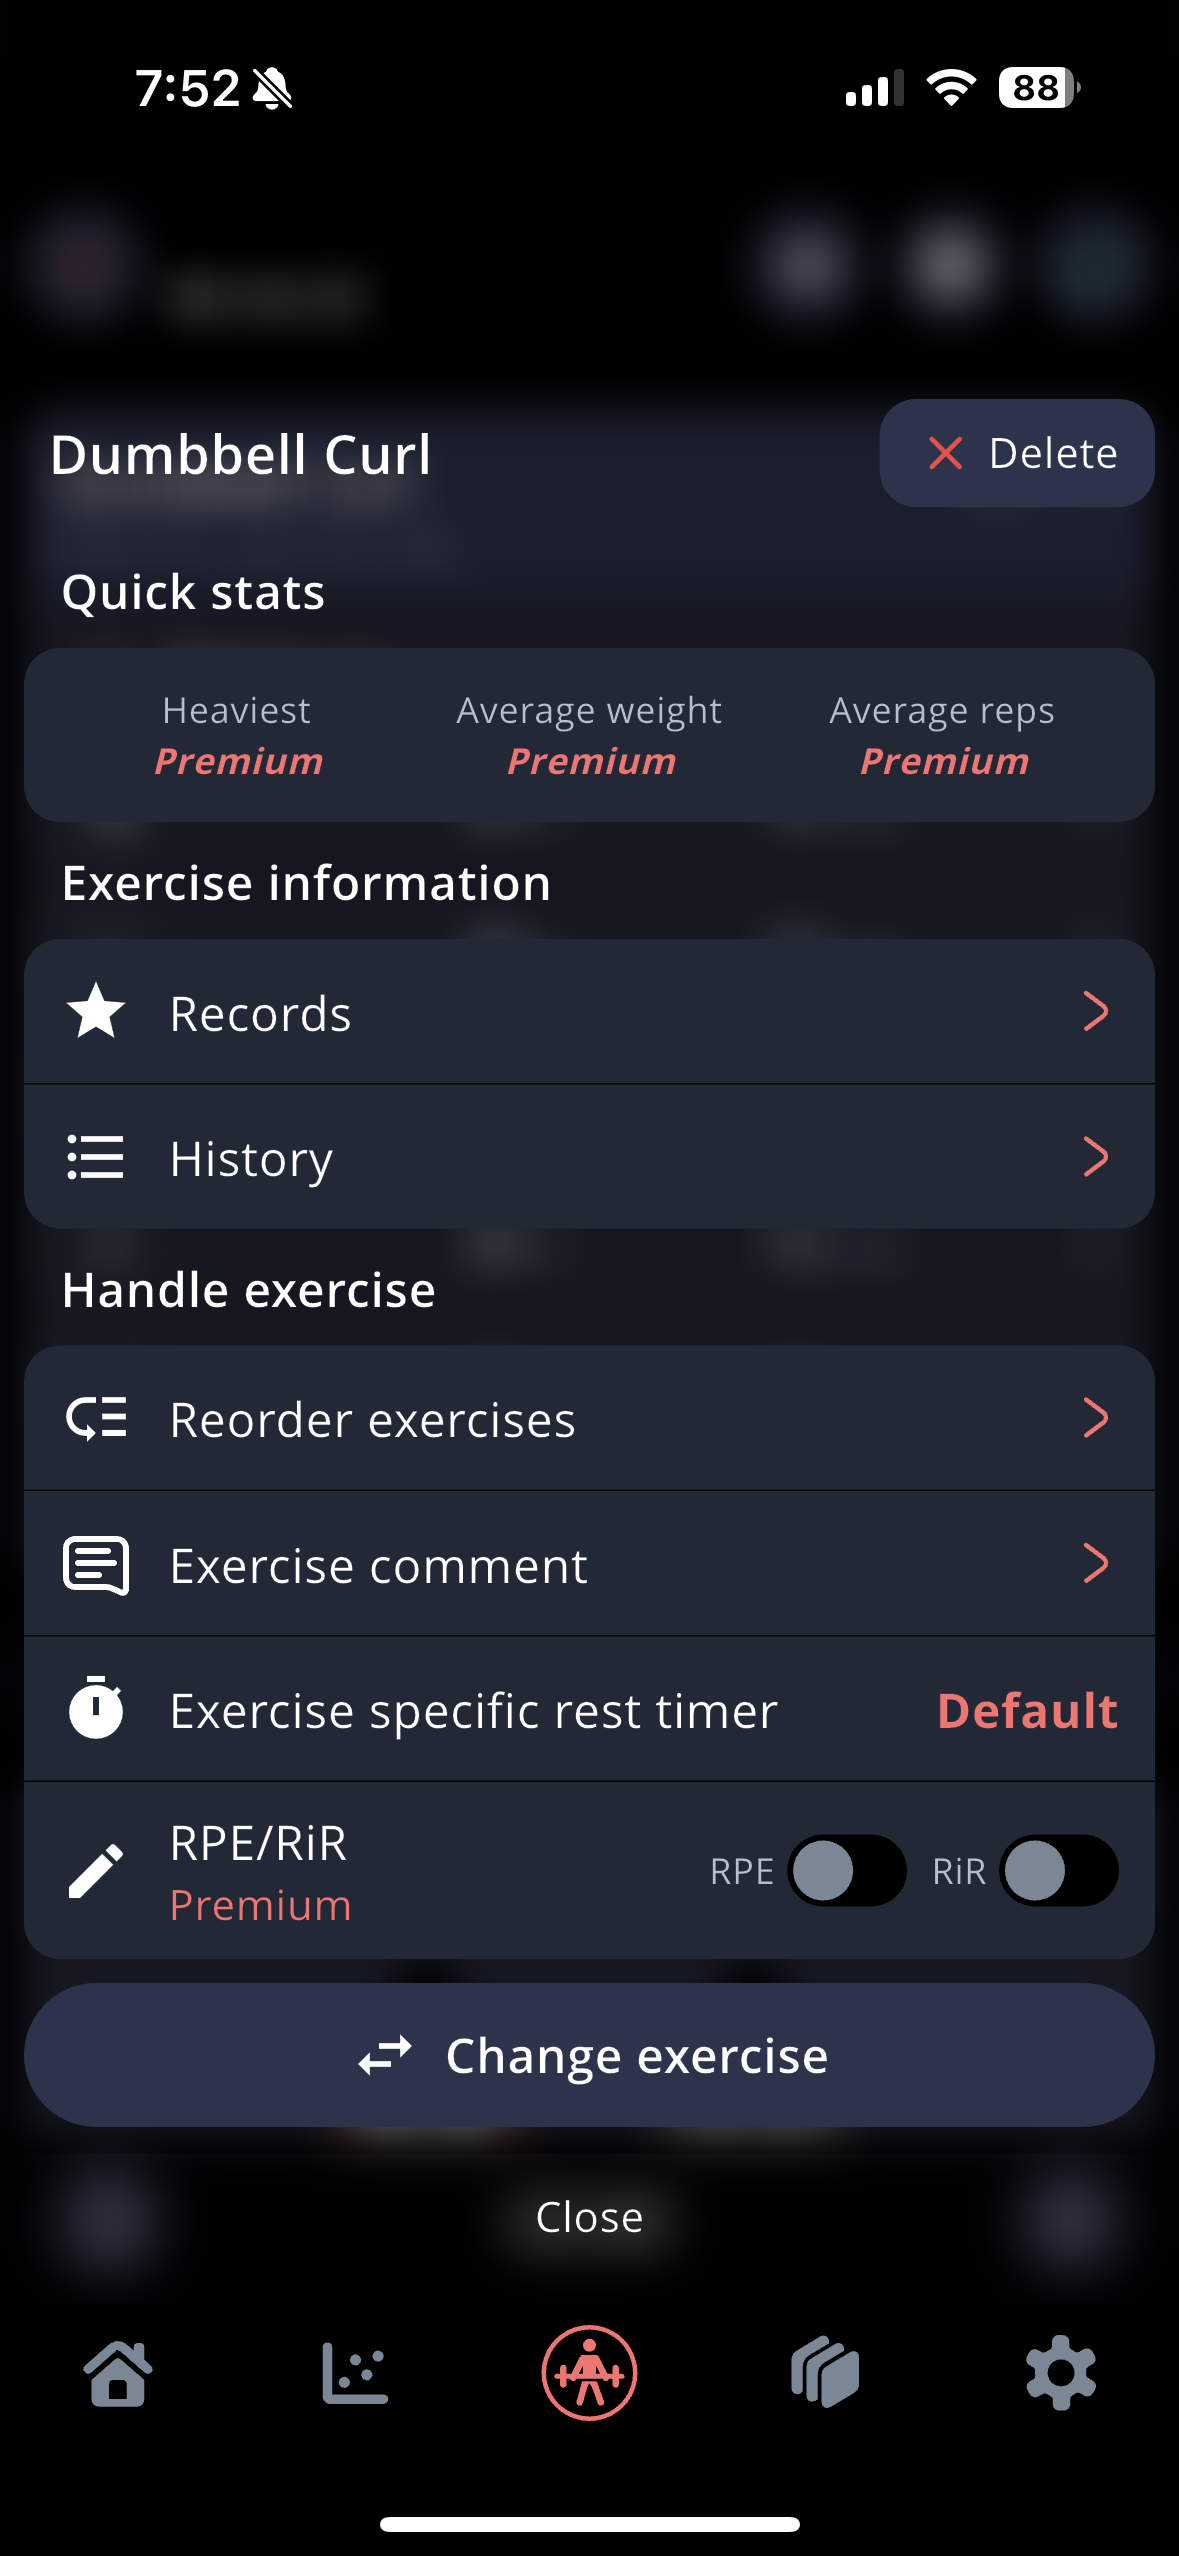 7:52
88
Dumbbell Curl
Delete
Quick stats
Heaviest Average weight Average reps
Premium Premium Premium
Exercise information
Records
History
Handle exercise
Reorder exercises
Exercise comment
Exercise specific rest timer Default
RPE/RiR
Premium
RPE RiR
Change exercise
Close